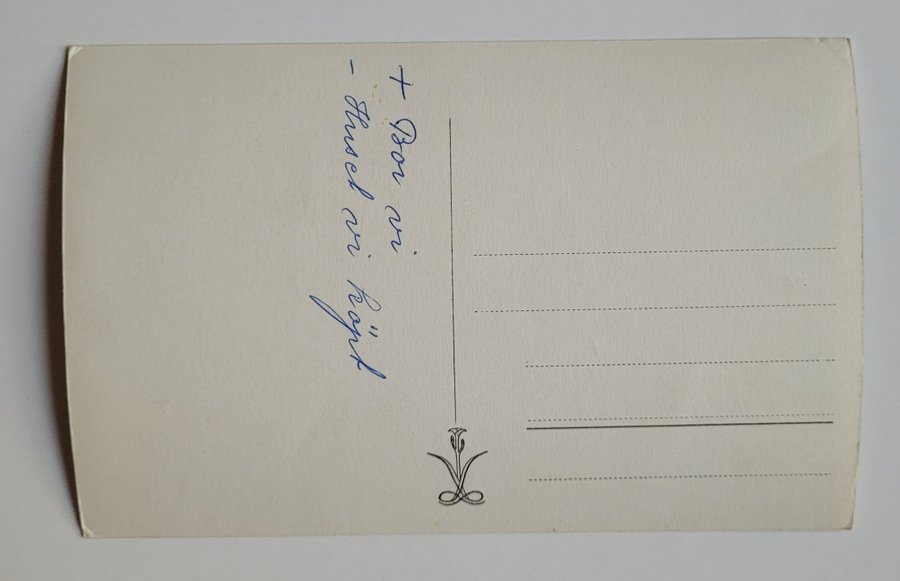 + Bor vi
- Huset vi köpt